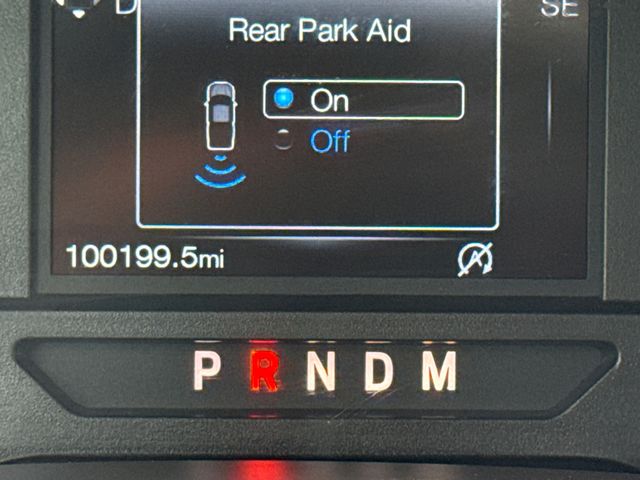 D
SE
Rear Park Aid
On
Off
100199.5mi
P R N D M